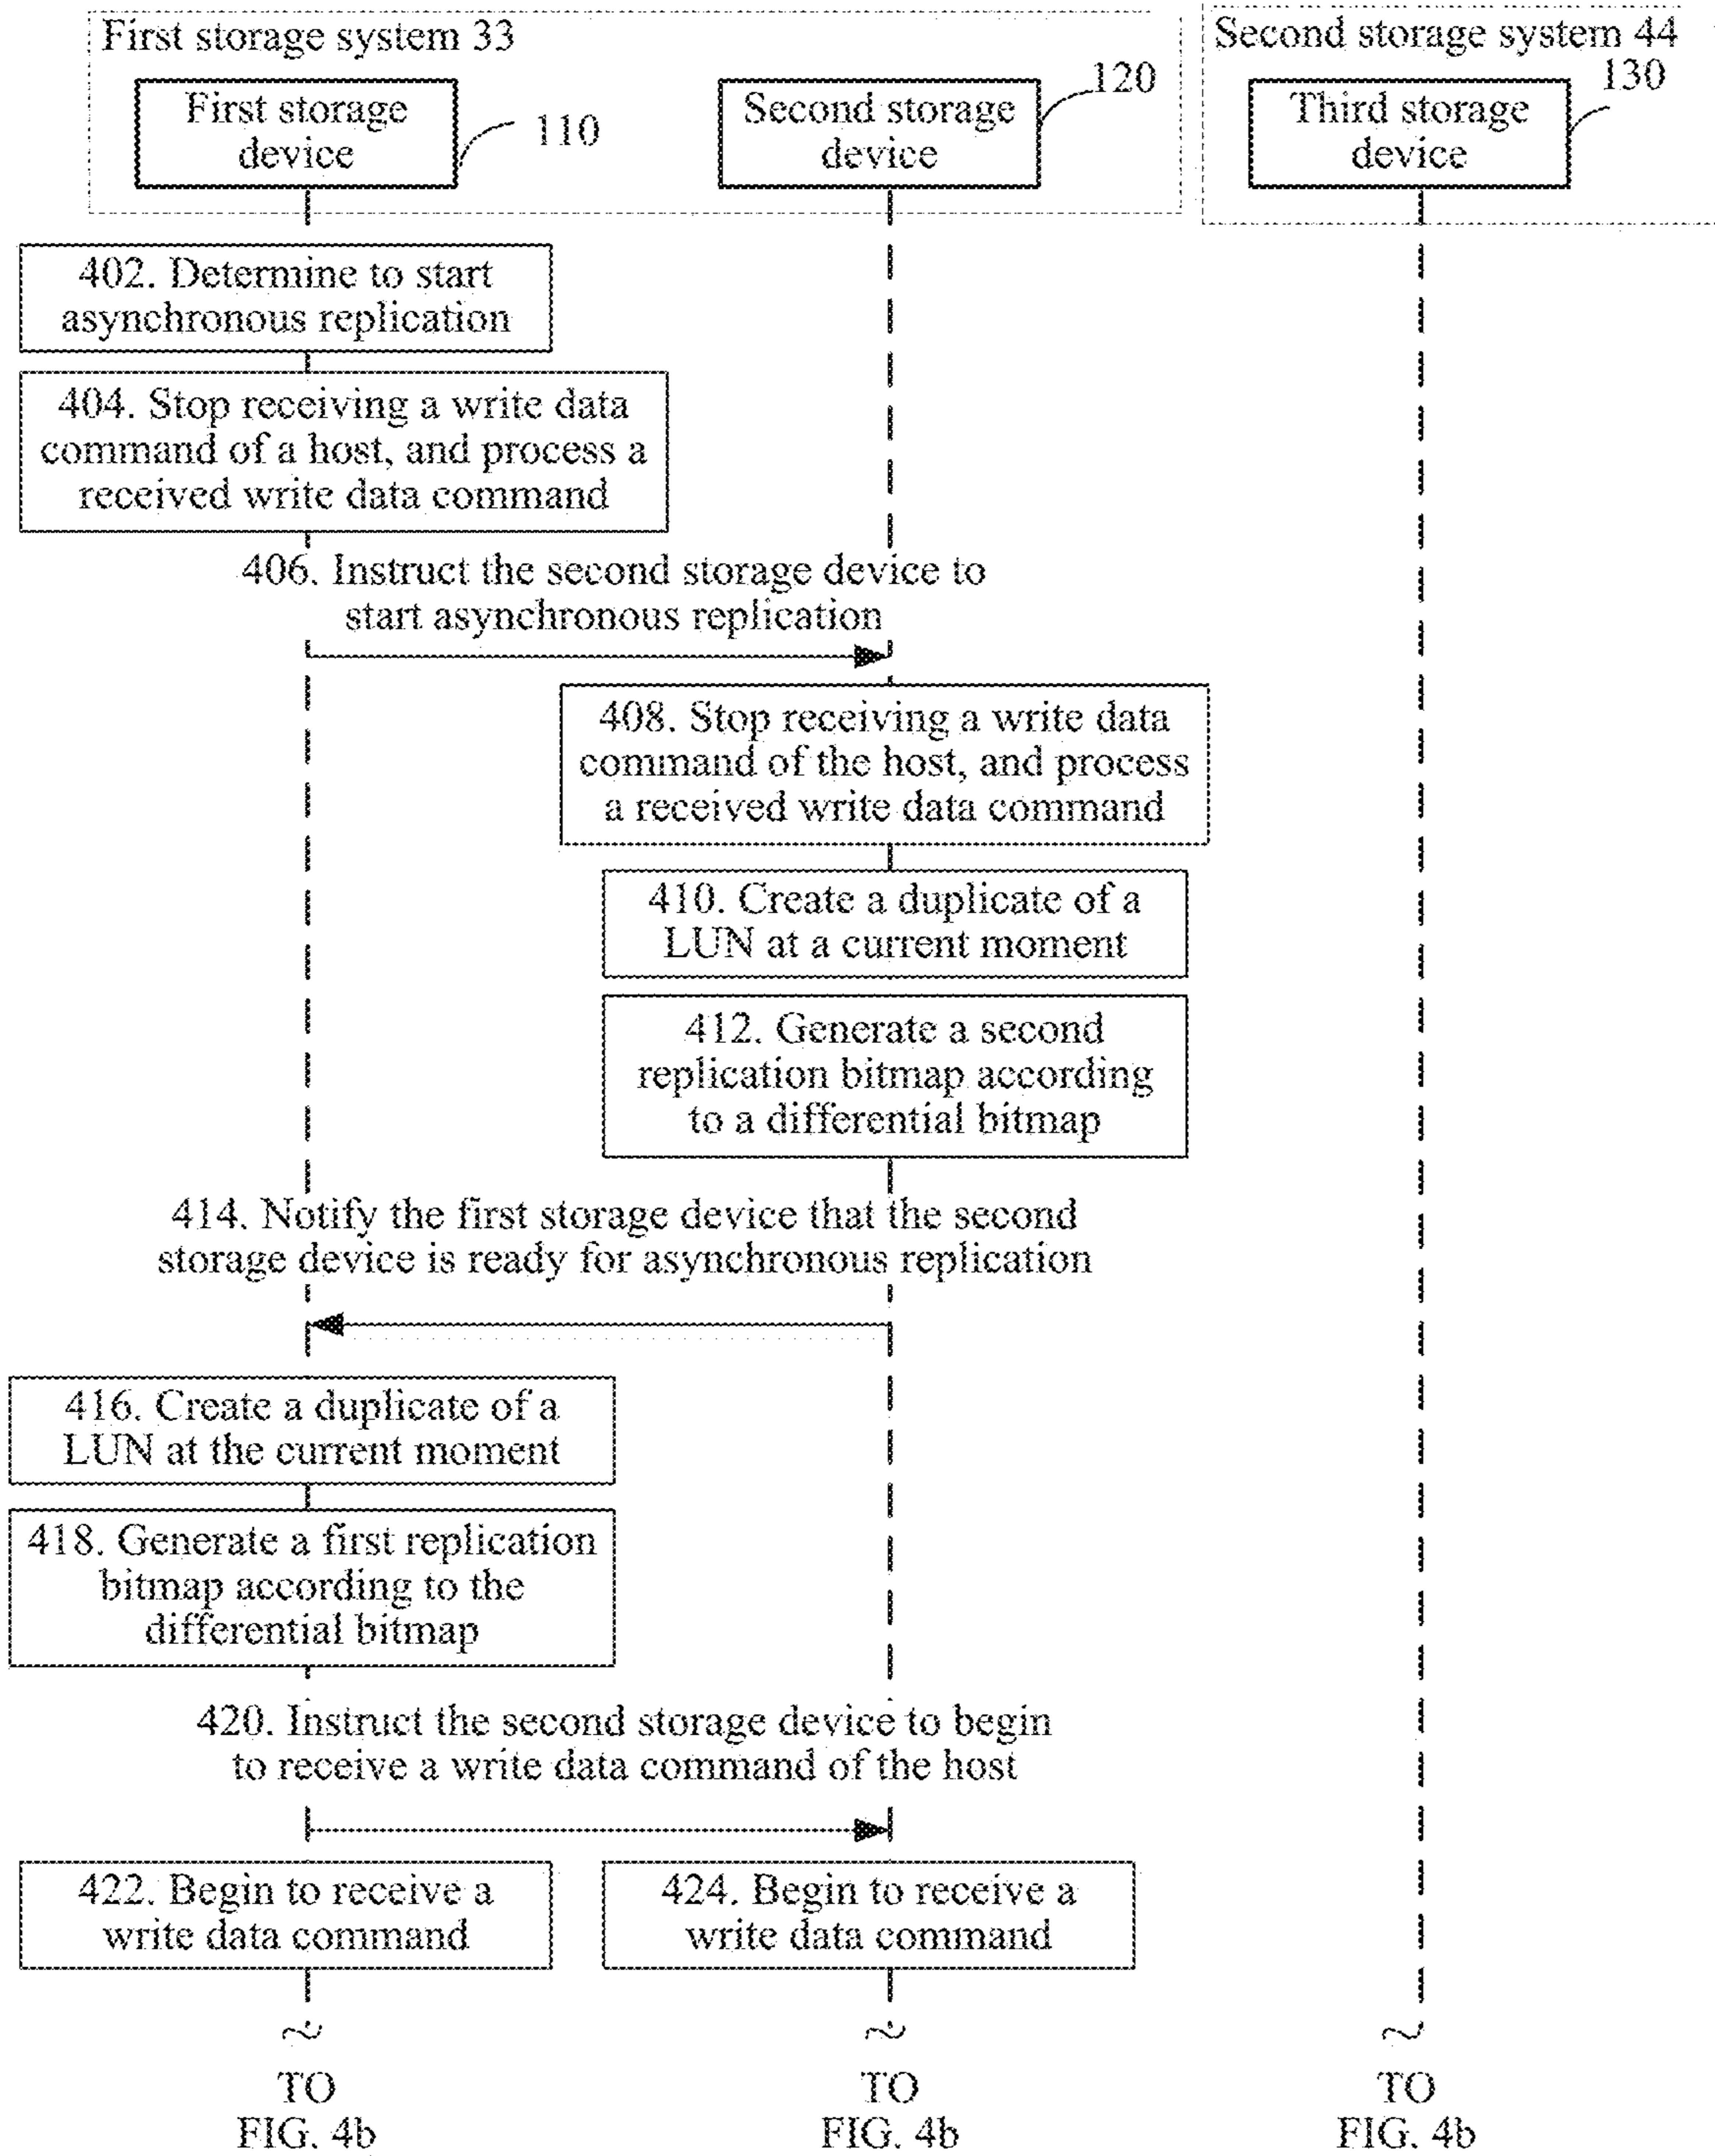 First storage system 33
Second storage system 44
First storage
device
110
Second storage
device
120
Third storage
device
130
402. Determine to start
asynchronous replication
404. Stop receiving a write data
command of a host, and process a
received write data command
406. Instruct the second storage device to
start asynchronous replication
408. Stop receiving a write data
command of the host, and process
a received write data command
410. Create a duplicate of a
LUN at a current moment
412. Generate a second
replication bitmap according
to a differential bitmap
414. Notify the first storage device that the second
storage device is ready for asynchronous replication
416. Create a duplicate of a
LUN at the current moment
418. Generate a first replication
bitmap according to the
differential bitmap
420. Instruct the second storage device to begin
to receive a write data command of the host
422. Begin to receive a
write data command
424. Begin to receive a
write data command
TO
FIG. 4b
TO
FIG. 4b
TO
FIG. 4b